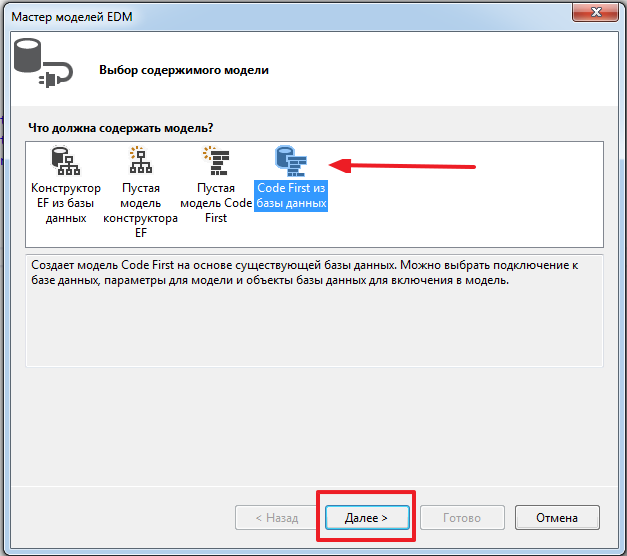 Мастер моделей EDM
Выбор содержимого модели
Что должна содержать модель?
Конструктор
EF из базы
данных
Пустая
модель
конструктора
EF
Пустая
модель Code
First
Code First из
базы данных
Создает модель Code First на основе существующей базы данных. Можно выбрать подключение к
базе данных, параметры для модели и объекты базы данных для включения в модель.
< Назад
Далее >
Готово
Отмена